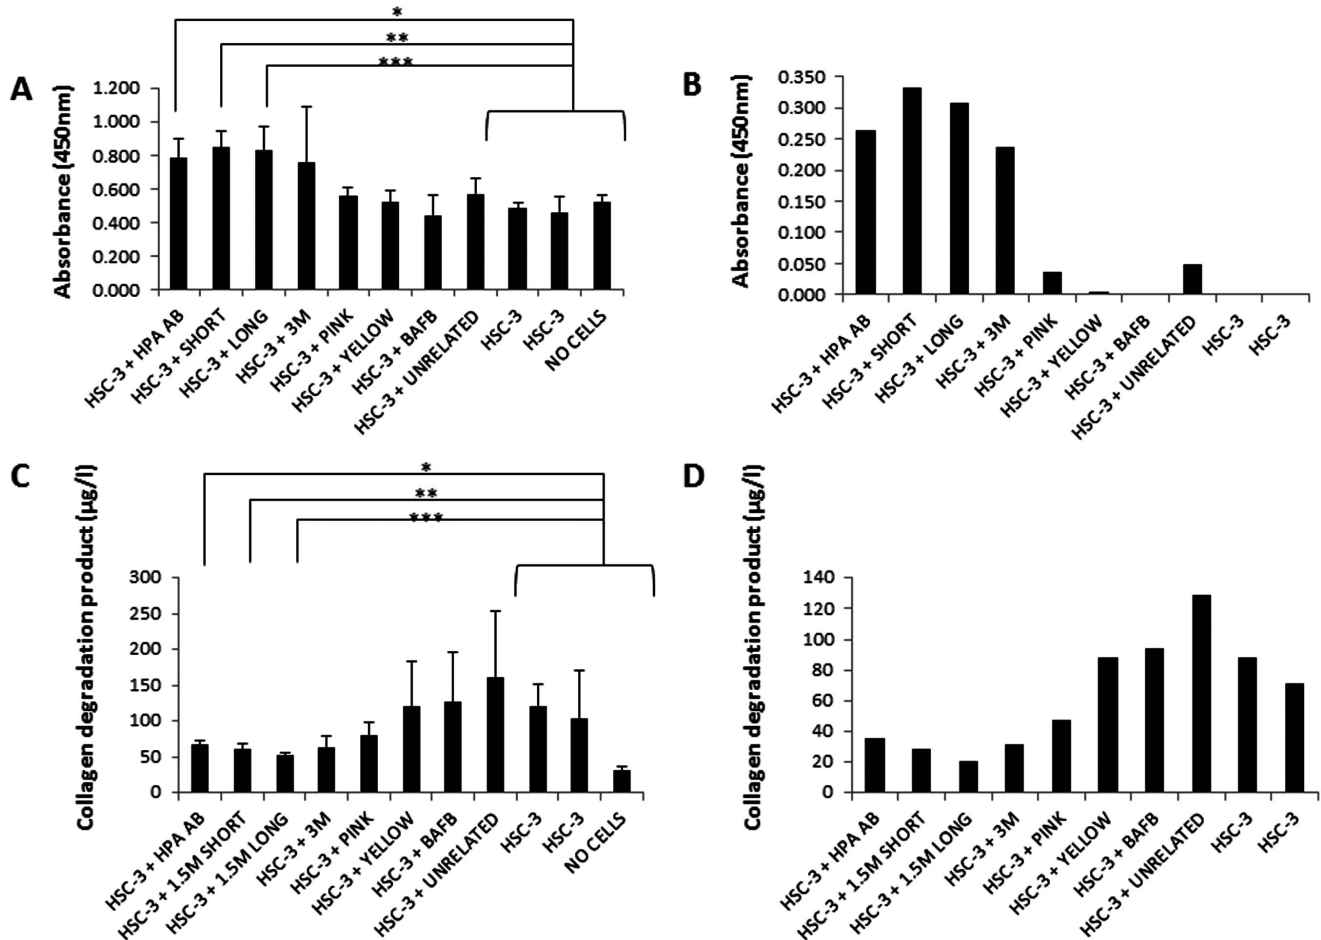 A
*
**
***
Absorbance (450nm)
1.200
1.000
0.800
0.600
0.400
0.200
0.000
HSC-3 + HPA AB
HSC-3 + SHORT
HSC-3 + LONG
HSC-3 + 3M
HSC-3 + PINK
HSC-3 + YELLOW
HSC-3 + BAFB
HSC-3 + UNRELATED
HSC-3
HSC-3
NO CELLS
B
Absorbance (450nm)
0.350
0.300
0.250
0.200
0.150
0.100
0.050
0.000
HSC-3 + HPA AB
HSC-3 + SHORT
HSC-3 + LONG
HSC-3 + 3M
HSC-3 + PINK
HSC-3 + YELLOW
HSC-3 + BAFB
HSC-3 + UNRELATED
HSC-3
HSC-3
C
*
**
***
Collagen degradation product (µg/l)
300
250
200
150
100
50
0
HSC-3 + HPA AB
HSC-3 + 1.5M SHORT
HSC-3 + 1.5M LONG
HSC-3 + 3M
HSC-3 + PINK
HSC-3 + YELLOW
HSC-3 + BAFB
HSC-3 + UNRELATED
HSC-3
HSC-3
NO CELLS
D
Collagen degradation product (µg/l)
140
120
100
80
60
40
20
0
HSC-3 + HPA AB
HSC-3 + 1.5M SHORT
HSC-3 + 1.5M LONG
HSC-3 + 3M
HSC-3 + PINK
HSC-3 + YELLOW
HSC-3 + BAFB
HSC-3 + UNRELATED
HSC-3
HSC-3